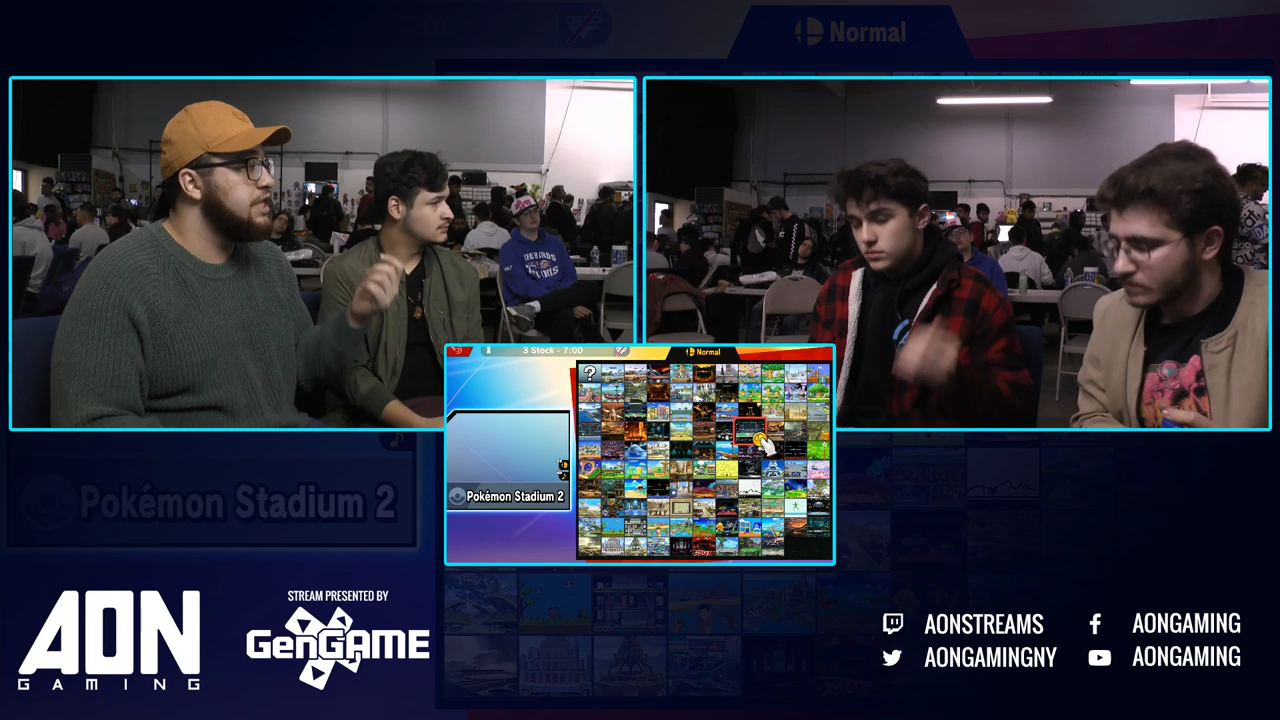 Normal
3 Stock - 7:00
Normal
?
Pokémon Stadium 2
Pokémon Stadium 2
AON
GAMING
STREAM PRESENTED BY
GENGAME
AONSTREAMS
AONGAMING
AONGAMINGNY
AONGAMING